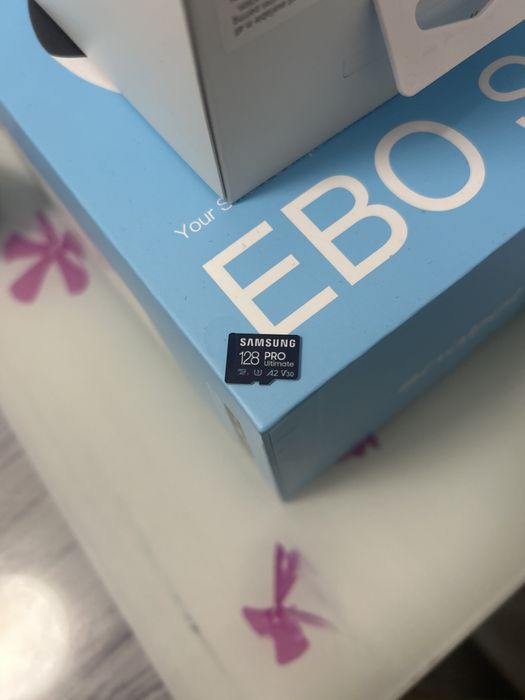 Your S
EBO S
SAMSUNG
128 PRO
Ultimate
A2 V30